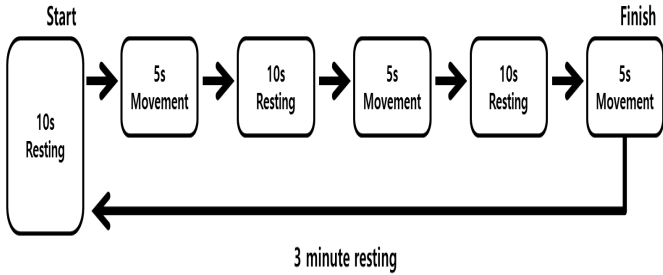 Start
Finish
10s
Resting
5s
Movement
10s
Resting
5s
Movement
10s
Resting
5s
Movement
3 minute resting